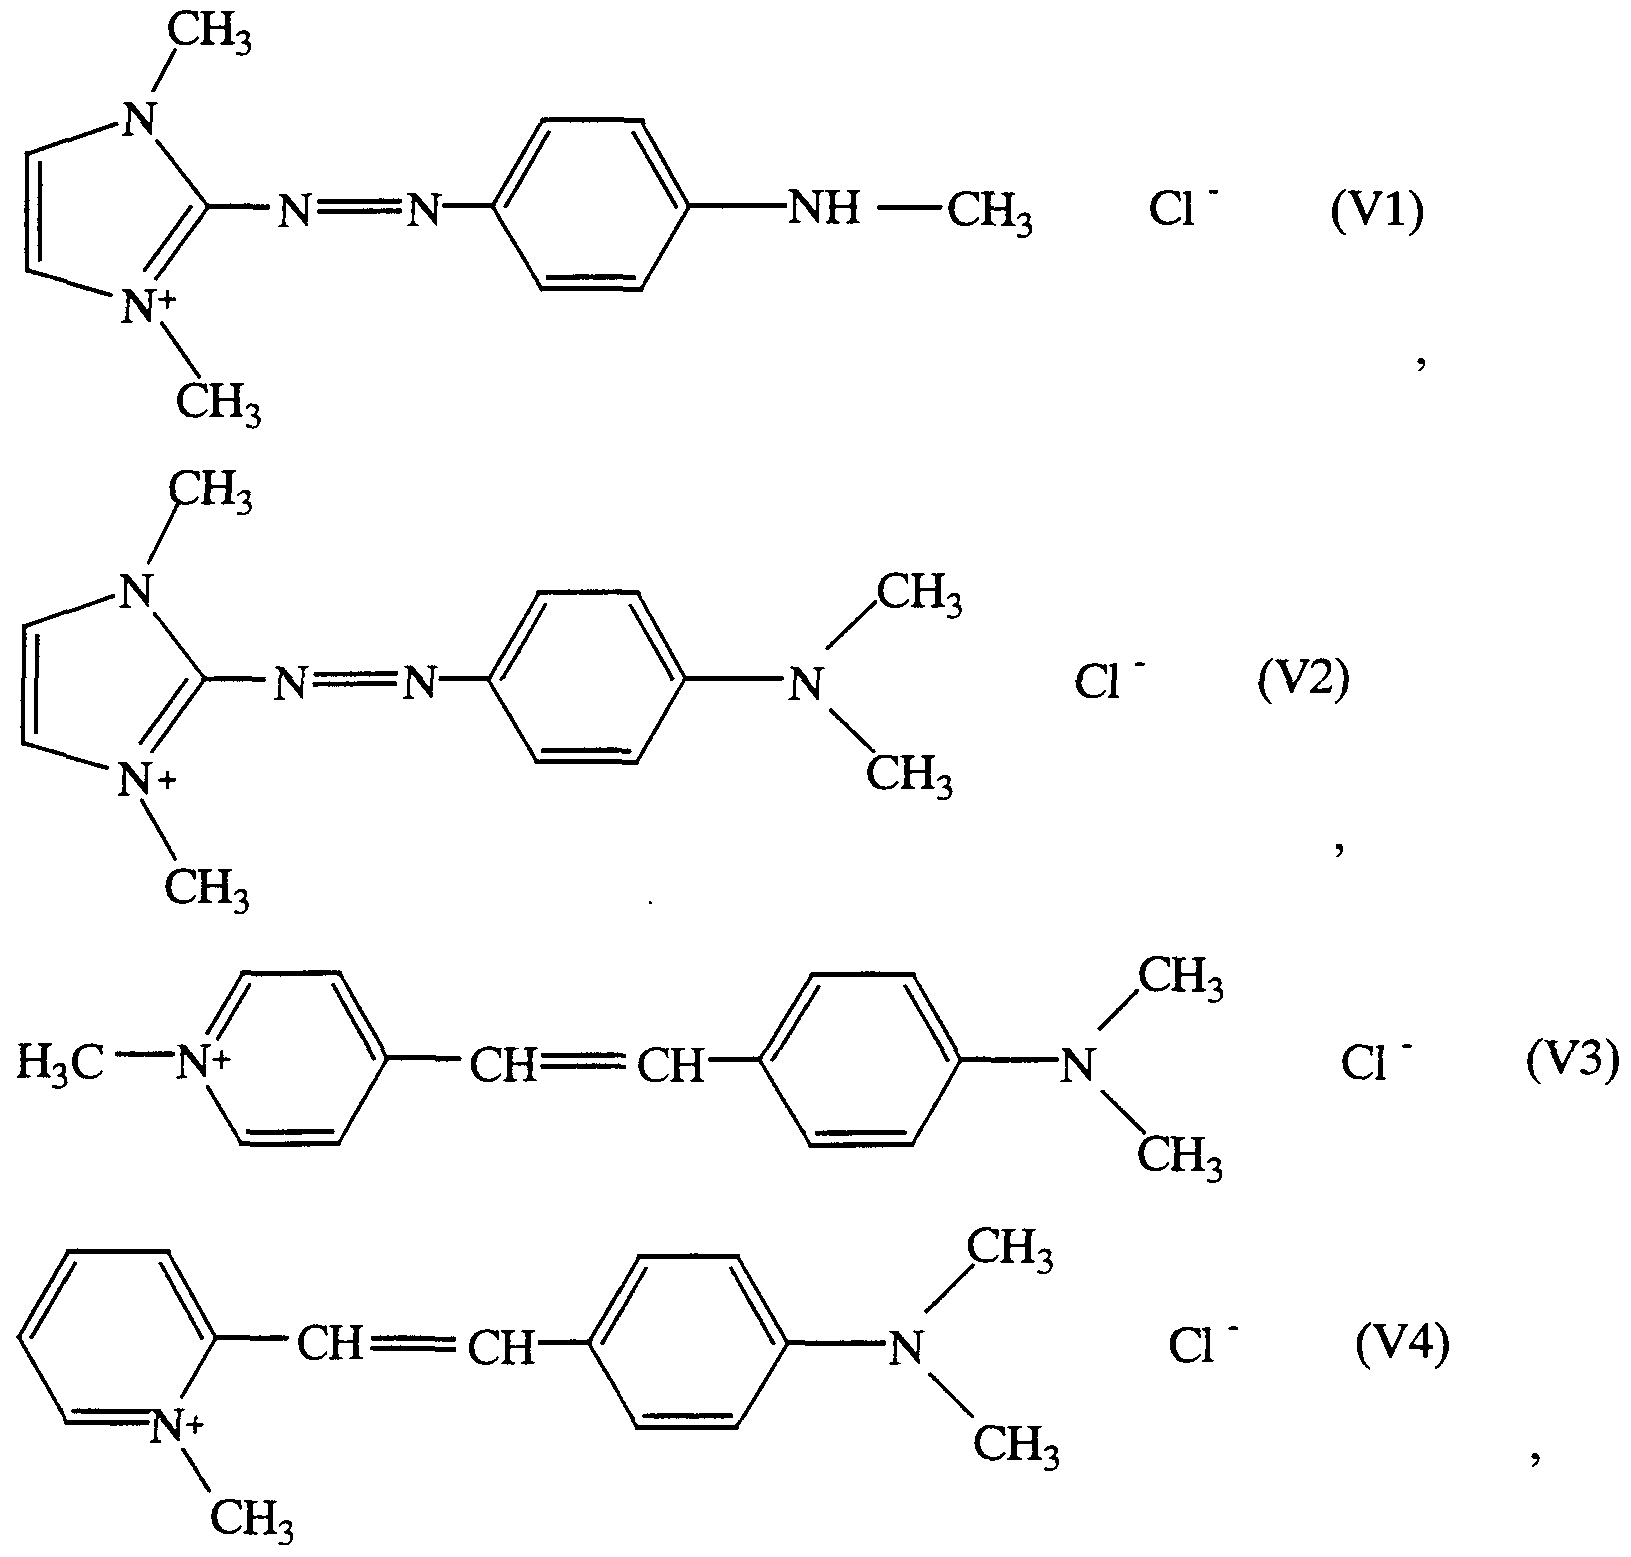 CH3
N
N=N NH—CH3 Cl - (V1)
N+
,
CH3
CH3
N CH3
N=N N Cl - (V2)
N+ CH3
,
CH3
CH3
H3C—N+ CH=CH N Cl - (V3)
CH3
CH3
CH=CH N Cl - (V4)
N+ CH3
,
CH3